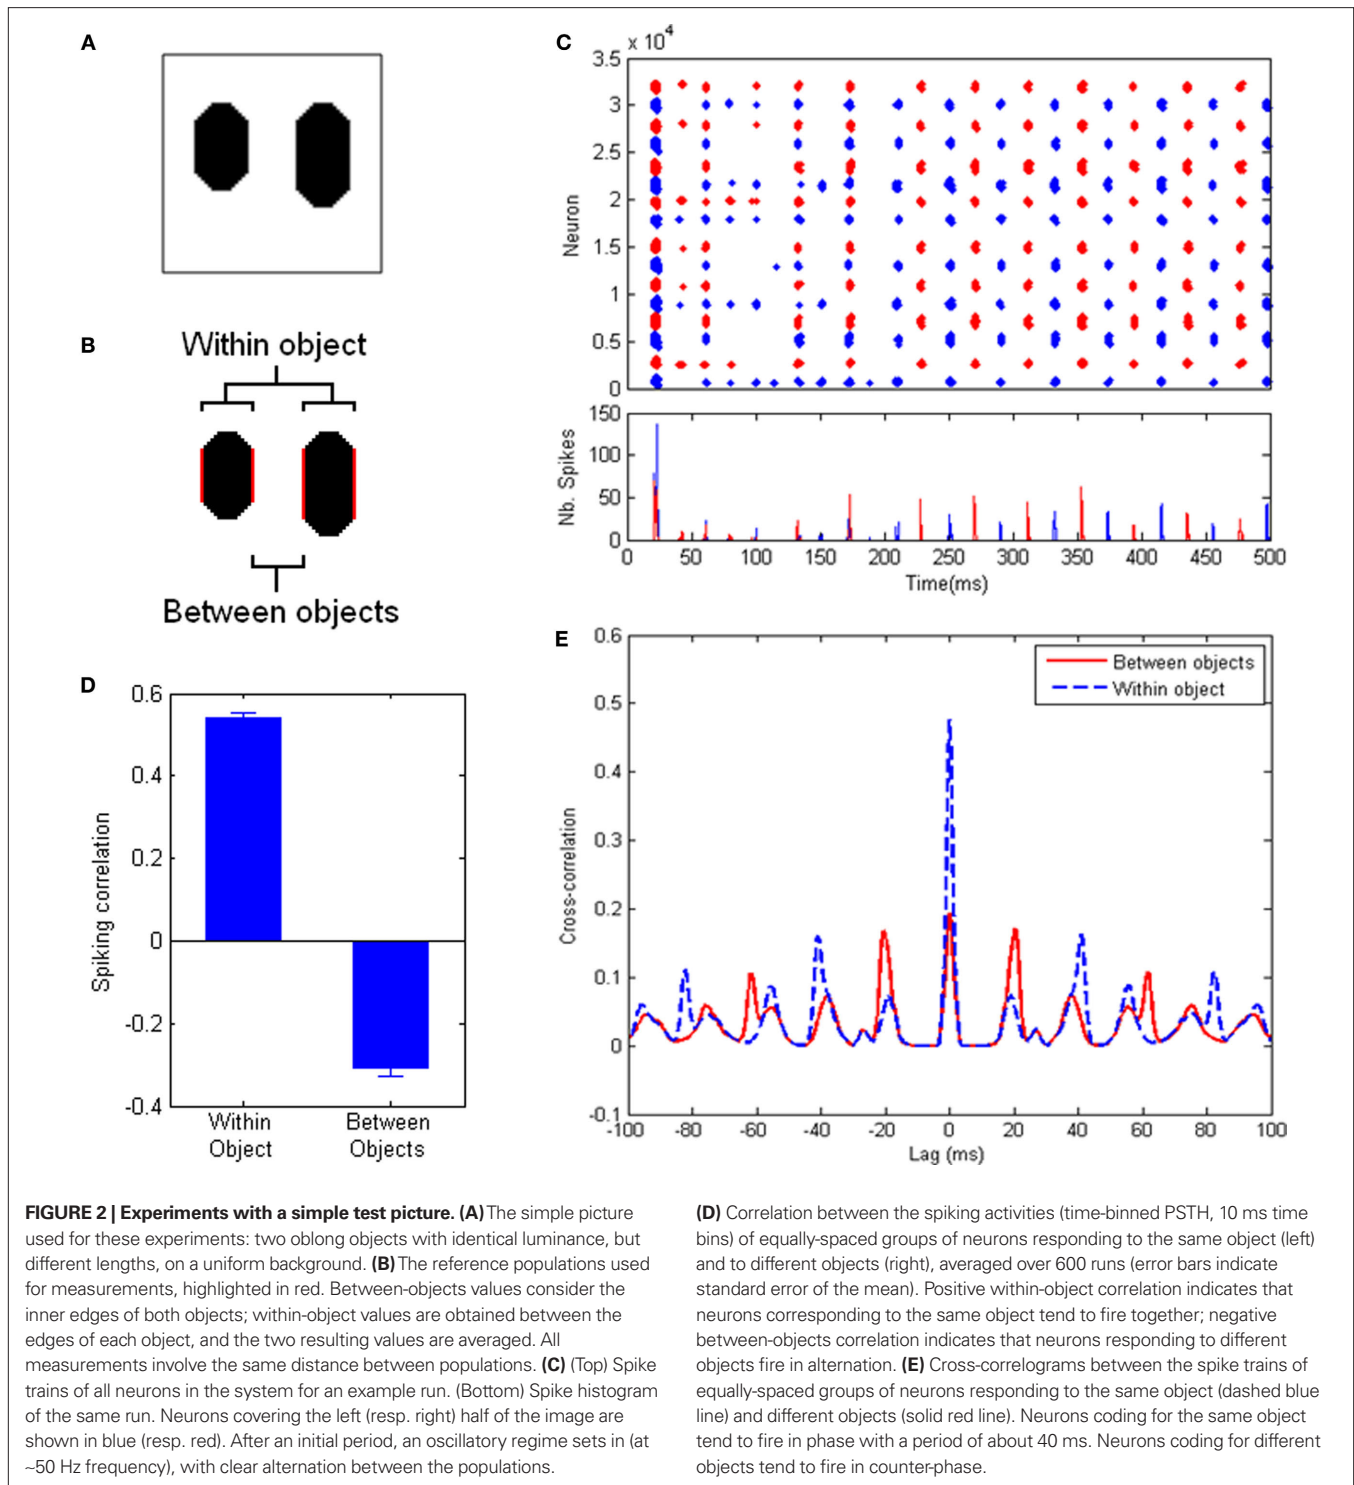 A
B
Within object
Between objects
C
x 10^4
3.5
3
2.5
2
1.5
1
0.5
0
Neuron
150
100
50
0
Nb. Spikes
0 50 100 150 200 250 300 350 400 450 500
Time(ms)
D
0.6
0.4
0.2
0
-0.2
-0.4
Spiking correlation
Within Between
Object Objects
E
0.6
0.5
0.4
0.3
0.2
0.1
0
-0.1
Cross-correlation
Between objects
Within object
-100 -80 -60 -40 -20 0 20 40 60 80 100
Lag (ms)
FIGURE 2 | Experiments with a simple test picture. (A) The simple picture
used for these experiments: two oblong objects with identical luminance, but
different lengths, on a uniform background. (B) The reference populations used
for measurements, highlighted in red. Between-objects values consider the
inner edges of both objects; within-object values are obtained between the
edges of each object, and the two resulting values are averaged. All
measurements involve the same distance between populations. (C) (Top) Spike
trains of all neurons in the system for an example run. (Bottom) Spike histogram
of the same run. Neurons covering the left (resp. right) half of the image are
shown in blue (resp. red). After an initial period, an oscillatory regime sets in (at
~50 Hz frequency), with clear alternation between the populations.
(D) Correlation between the spiking activities (time-binned PSTH, 10 ms time
bins) of equally-spaced groups of neurons responding to the same object (left)
and to different objects (right), averaged over 600 runs (error bars indicate
standard error of the mean). Positive within-object correlation indicates that
neurons corresponding to the same object tend to fire together; negative
between-objects correlation indicates that neurons responding to different
objects fire in alternation. (E) Cross-correlograms between the spike trains of
equally-spaced groups of neurons responding to the same object (dashed blue
line) and different objects (solid red line). Neurons coding for the same object
tend to fire in phase with a period of about 40 ms. Neurons coding for different
objects tend to fire in counter-phase.